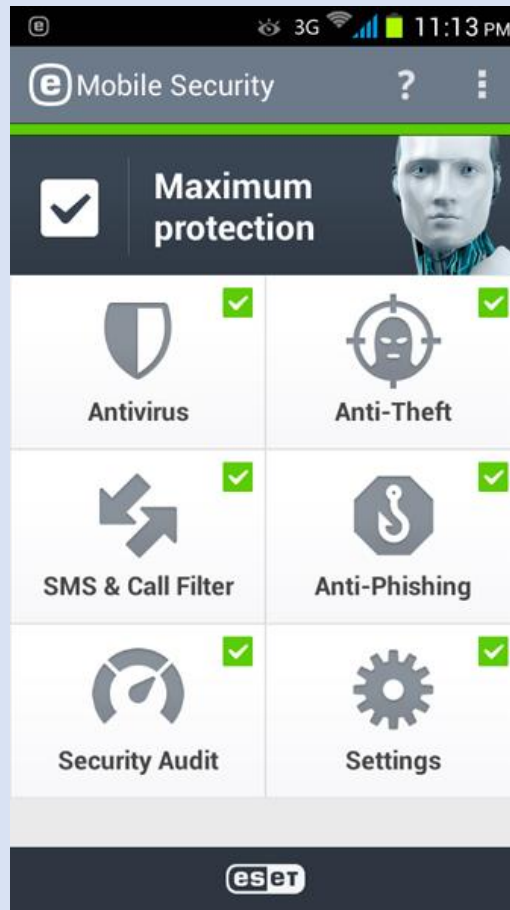 e 3G 11:13 PM
e Mobile Security ?
Maximum
protection
Antivirus
Anti-Theft
SMS & Call Filter
Anti-Phishing
Security Audit
Settings
eseT